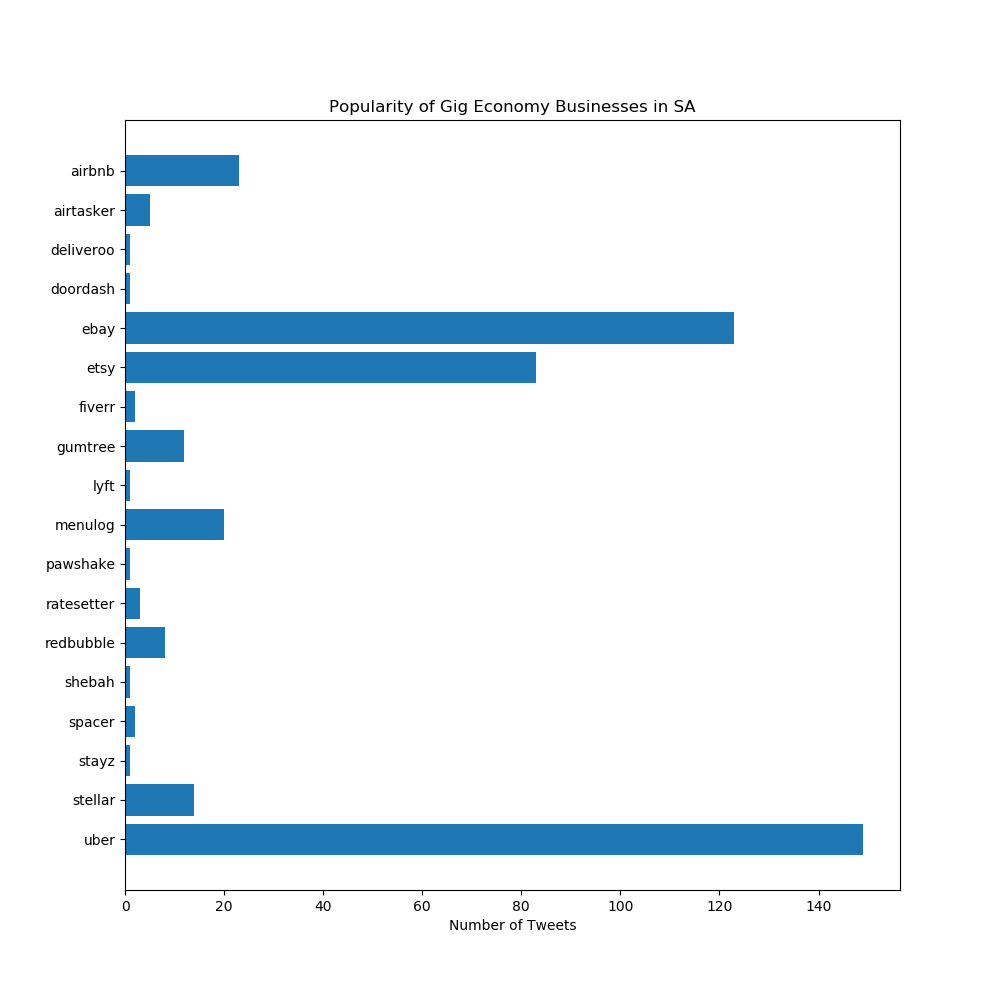 Popularity of Gig Economy Businesses in SA
airbnb
airtasker
deliveroo
doordash
ebay
etsy
fiverr
gumtree
lyft
menulog
pawshake
ratesetter
redbubble
shebah
spacer
stayz
stellar
uber
0 20 40 60 80 100 120 140
Number of Tweets